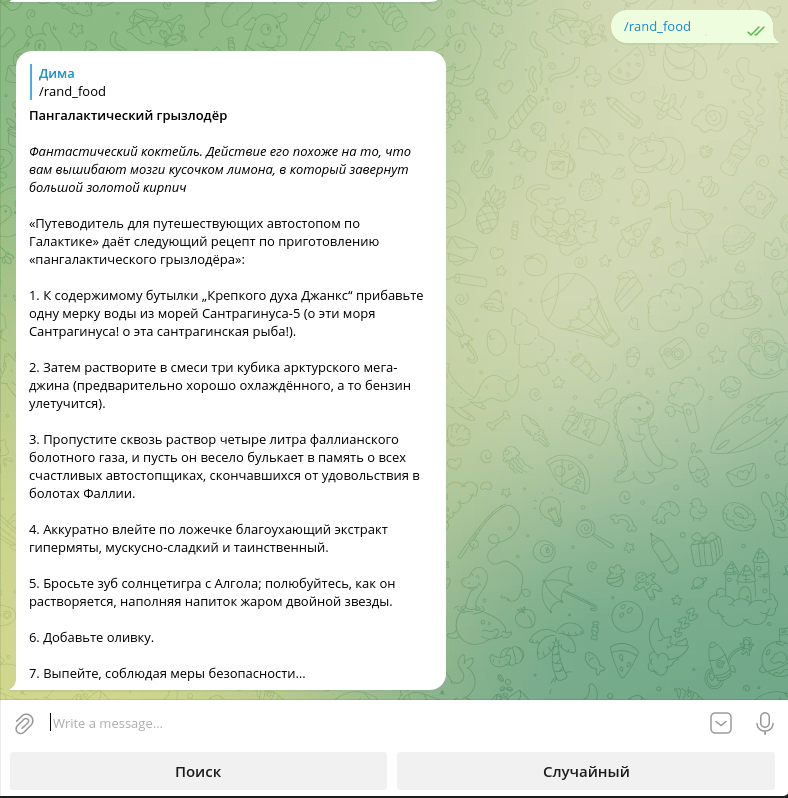 /rand_food
Дима
/rand_food
Пангалактический грызлодёр
Фантастический коктейль. Действие его похоже на то, что
вам вышибают мозги кусочком лимона, в который завернут
большой золотой кирпич
«Путеводитель для путешествующих автостопом по
Галактике» даёт следующий рецепт по приготовлению
«пангалактического грызлодёра»:
1. К содержимому бутылки „Крепкого духа Джанкс“ прибавьте
одну мерку воды из морей Сантрагинуса-5 (о эти моря
Сантрагинуса! о эта сантрагинская рыба!).
2. Затем растворите в смеси три кубика арктурского мега-
джина (предварительно хорошо охлаждённого, а то бензин
улетучится).
3. Пропустите сквозь раствор четыре литра фаллианского
болотного газа, и пусть он весело булькает в память о всех
счастливых автостопщиках, скончавшихся от удовольствия в
болотах Фаллии.
4. Аккуратно влейте по ложечке благоухающий экстракт
гипермяты, мускусно-сладкий и таинственный.
5. Бросьте зуб солнцетигра с Алгола; полюбуйтесь, как он
растворяется, наполняя напиток жаром двойной звезды.
6. Добавьте оливку.
7. Выпейте, соблюдая меры безопасности...
Write a message...
Поиск
Случайный